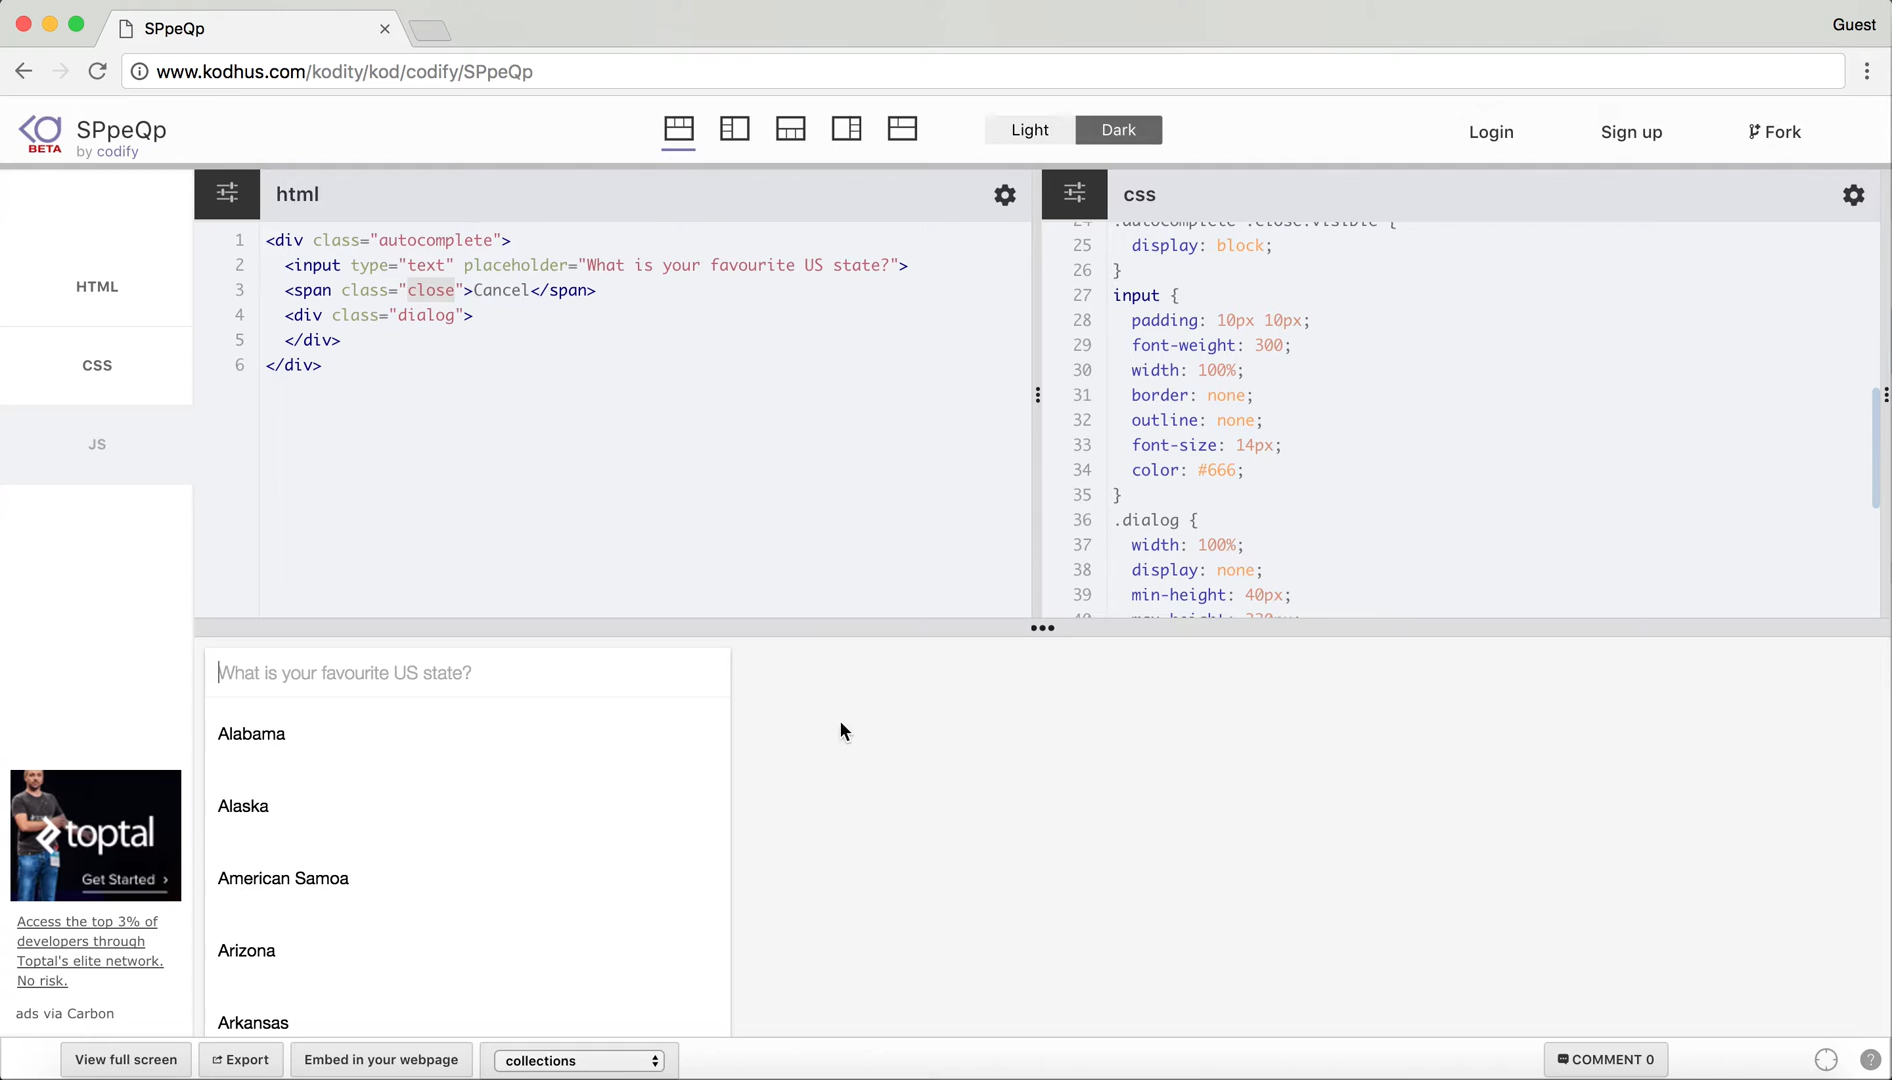 SPpeQp
Guest
www.kodhus.com/kodity/kod/codify/SPpeQp
BETA
SPpeQp
by codify
Light
Dark
Login
Sign up
Fork
HTML
CSS
JS
html
1 <div class="autocomplete">
2 <input type="text" placeholder="What is your favourite US state?">
3 <span class="close">Cancel</span>
4 <div class="dialog">
5 </div>
6 </div>
css
24 .autocomplete .close.visible {
25 display: block;
26 }
27 input {
28 padding: 10px 10px;
29 font-weight: 300;
30 width: 100%;
31 border: none;
32 outline: none;
33 font-size: 14px;
34 color: #666;
35 }
36 .dialog {
37 width: 100%;
38 display: none;
39 min-height: 40px;
What is your favourite US state?
Alabama
Alaska
American Samoa
Arizona
Arkansas
toptal
Get Started ›
Access the top 3% of
developers through
Toptal's elite network.
No risk.
ads via Carbon
View full screen
Export
Embed in your webpage
collections
COMMENT 0
?